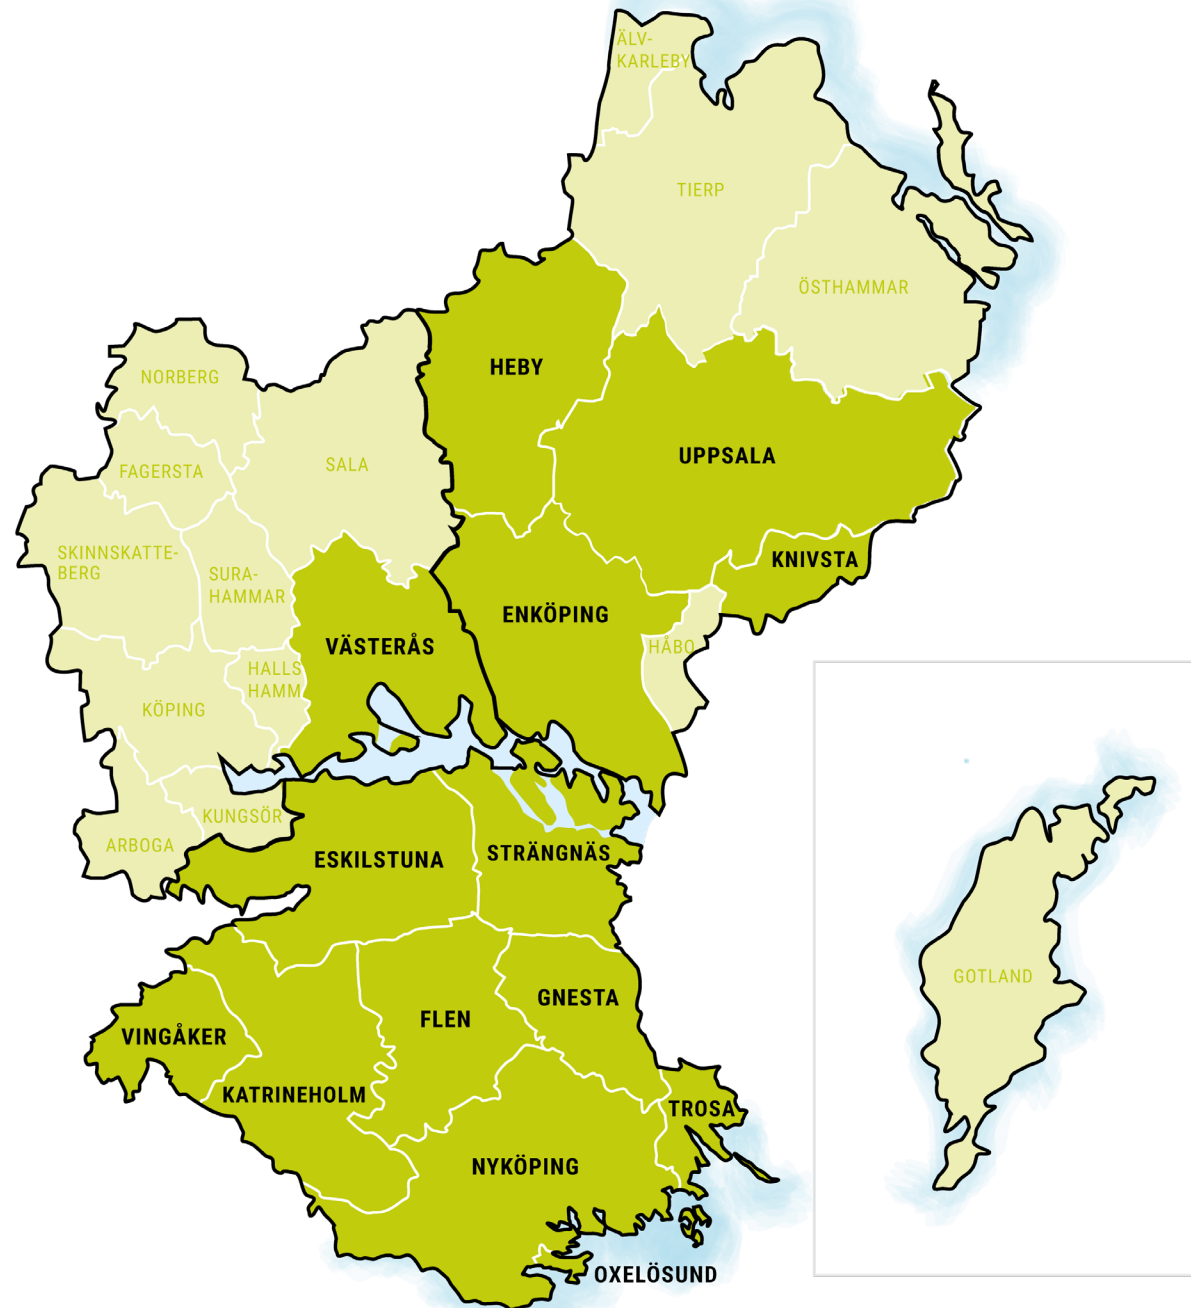 ÄLV-
KARLEBY
TIERP
ÖSTHAMMAR
HEBY
NORBERG
UPPSALA
SALA
FAGERSTA
SKINNSKATTE-
BERG
KNIVSTA
SURA-
HAMMAR
ENKÖPING
VÄSTERÅS
HÅBO
HALLS
HAMM
KÖPING
KUNGSÖR
ARBOGA
ESKILSTUNA
STRÄNGNÄS
GOTLAND
GNESTA
FLEN
VINGÅKER
KATRINEHOLM
TROSA
NYKÖPING
OXELÖSUND